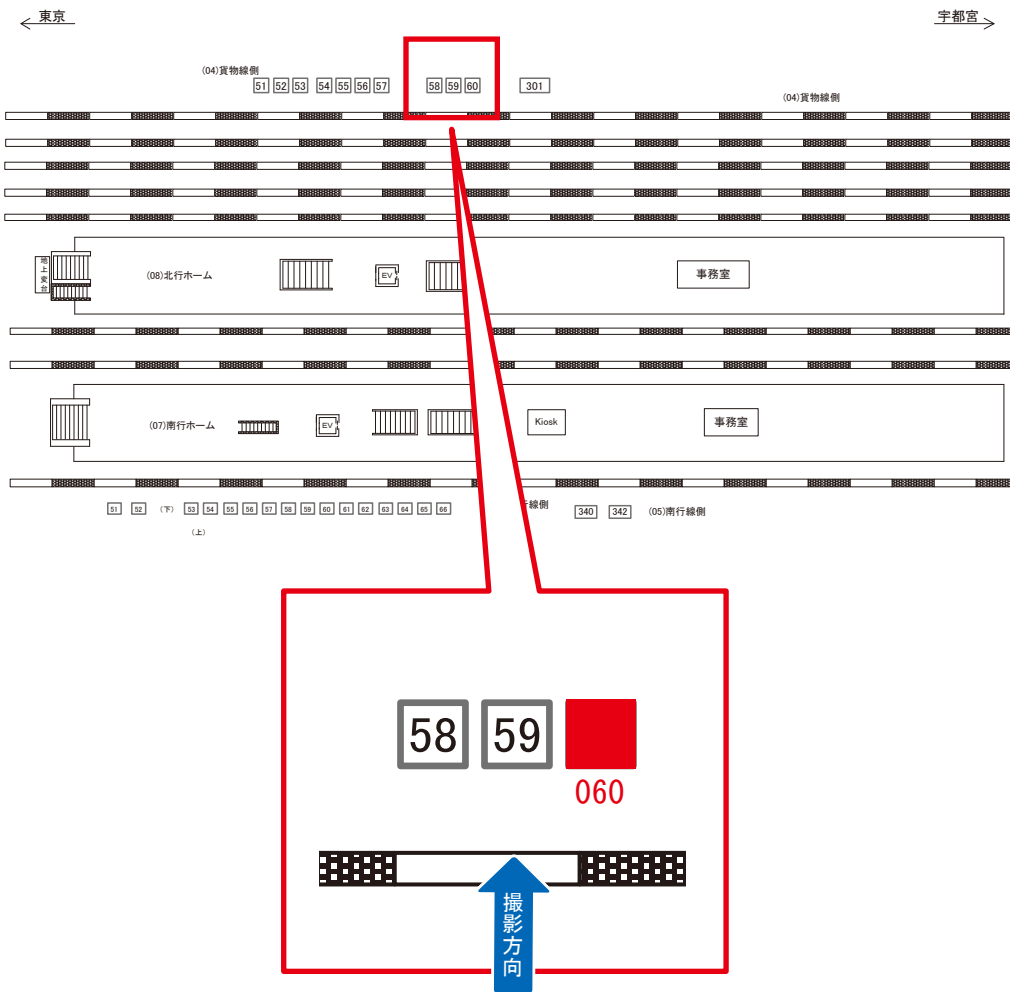 東京
宇都宮
(04)貨物線側
51 52 53 54 55 56 57 58 59 60 301
(04)貨物線側
地上変台
(08)北行ホーム
EV
事務室
(07)南行ホーム
EV
Kiosk
事務室
51 52 (下) 53 54 55 56 57 58 59 60 61 62 63 64 65 66
行線側
340 342 (05)南行線側
(上)
58 59
060
撮影方向